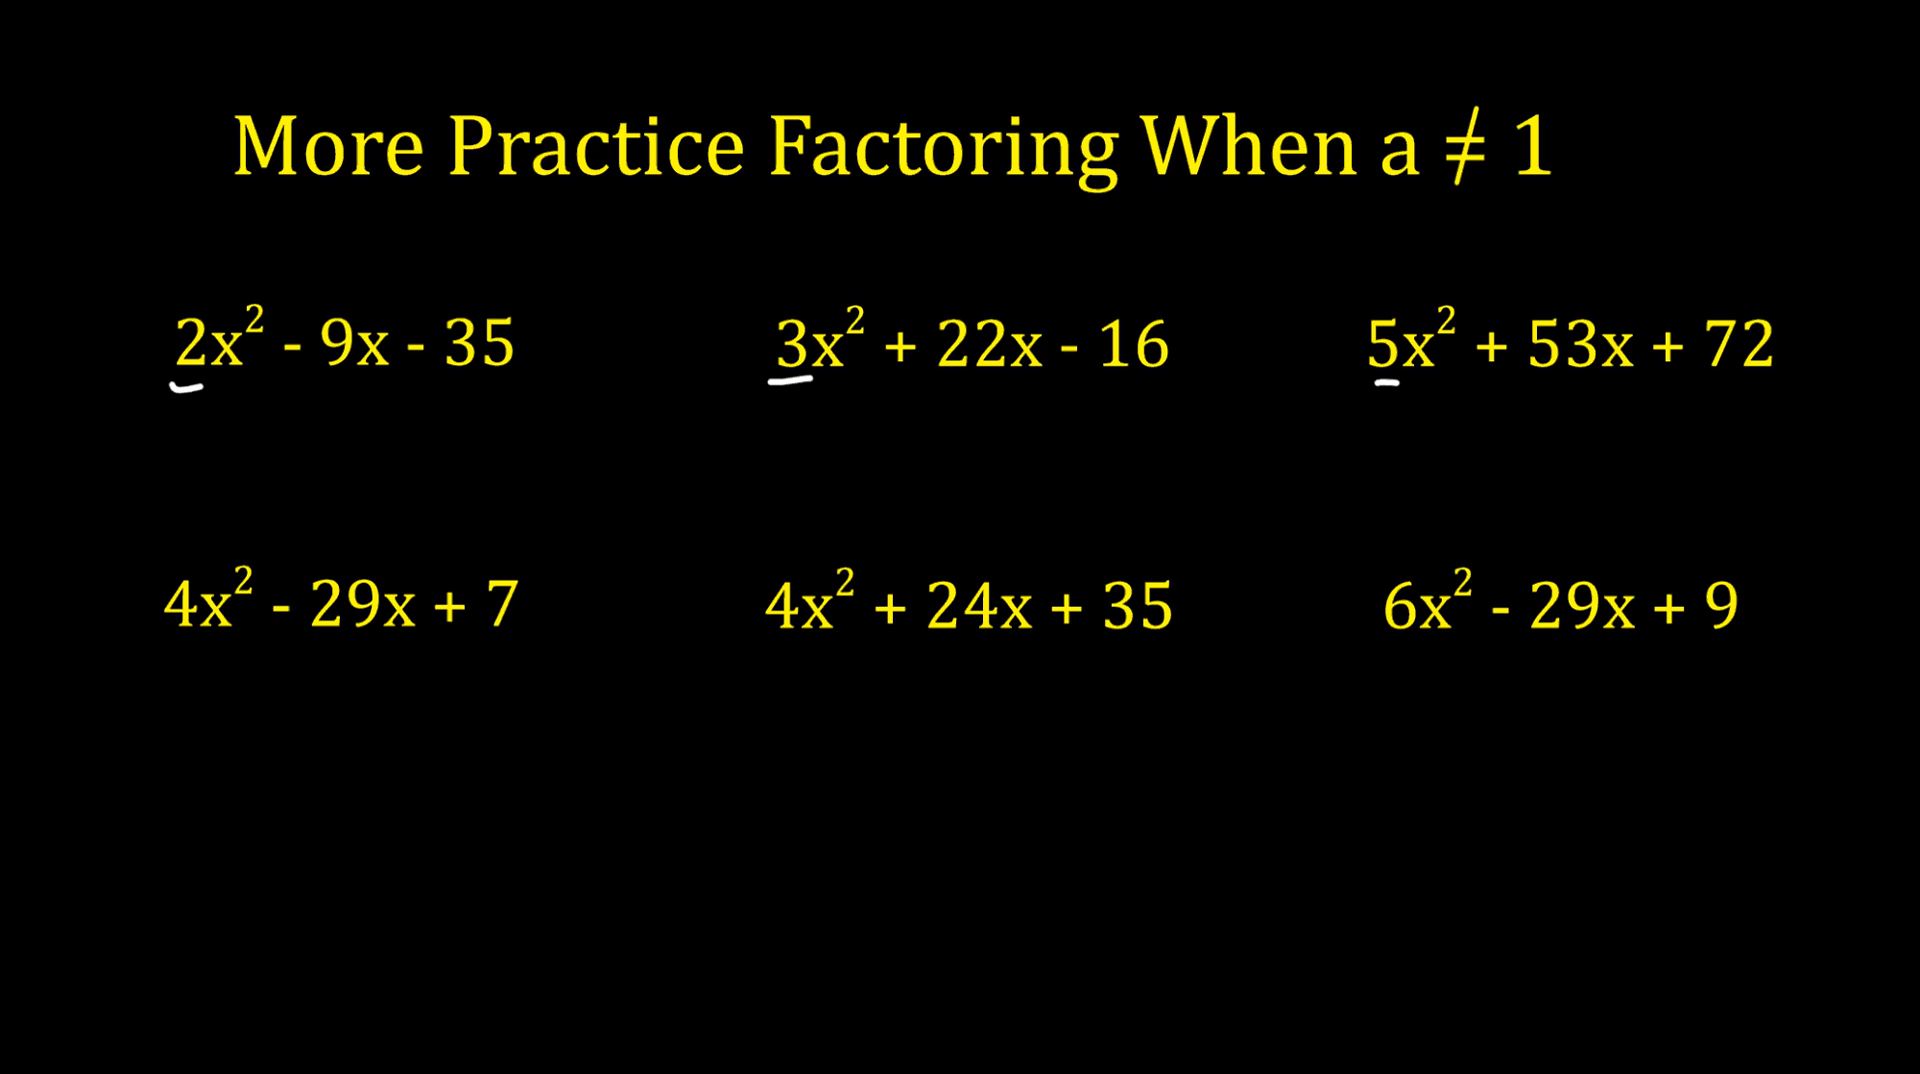 More Practice Factoring When a ≠ 1
2x² - 9x - 35 3x² + 22x - 16 5x² + 53x + 72
4x² - 29x + 7 4x² + 24x + 35 6x² - 29x + 9